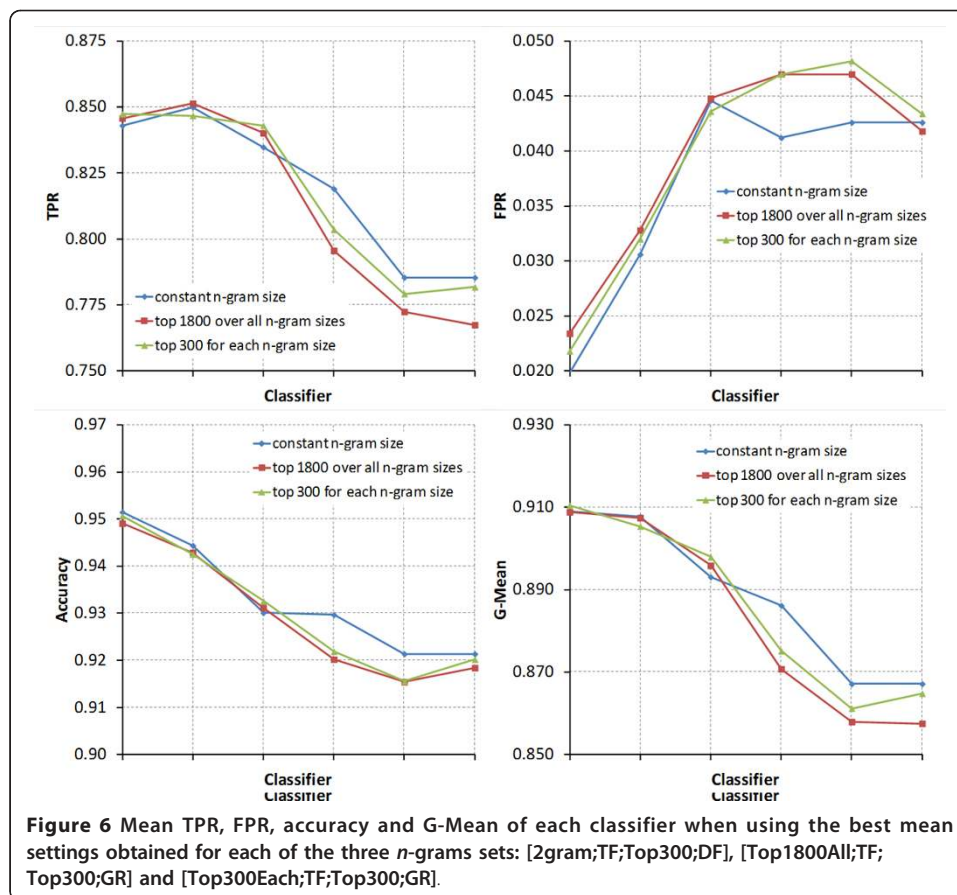 0.875
0.850
0.825
0.800
0.775
0.750
TPR
constant n-gram size
top 1800 over all n-gram sizes
top 300 for each n-gram size
Classifier
0.050
0.045
0.040
0.035
0.030
0.025
0.020
FPR
constant n-gram size
top 1800 over all n-gram sizes
top 300 for each n-gram size
Classifier
0.97
0.96
0.95
0.94
0.93
0.92
0.91
0.90
Accuracy
constant n-gram size
top 1800 over all n-gram sizes
top 300 for each n-gram size
Classifier
Classifier
0.930
0.910
0.890
0.870
0.850
G-Mean
constant n-gram size
top 1800 over all n-gram sizes
top 300 for each n-gram size
Classifier
Classifier
Figure 6 Mean TPR, FPR, accuracy and G-Mean of each classifier when using the best mean
settings obtained for each of the three n-grams sets: [2gram;TF;Top300;DF], [Top1800All;TF;
Top300;GR] and [Top300Each;TF;Top300;GR].